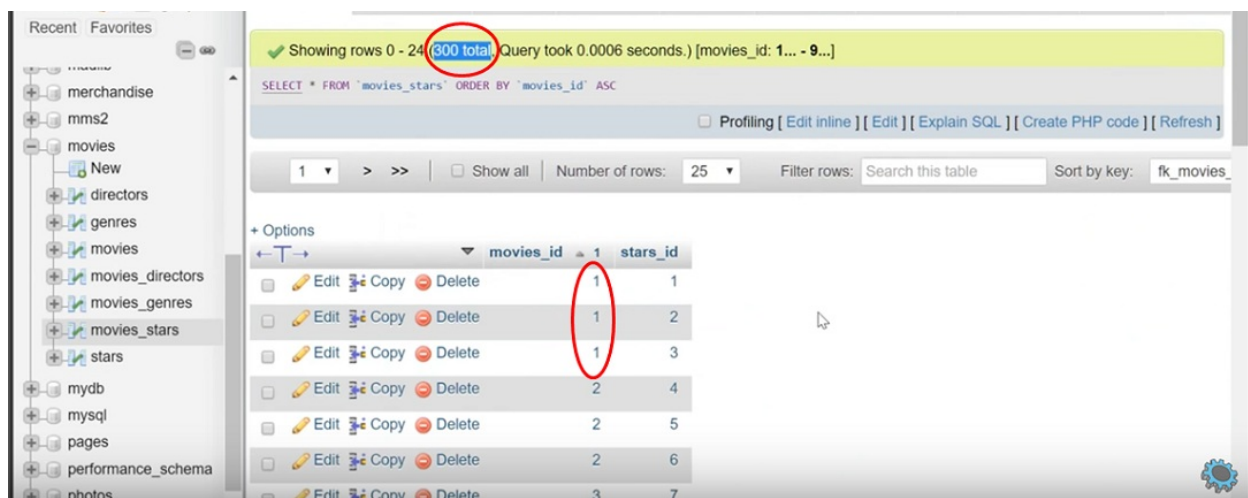 Recent Favorites
merchandise
mms2
movies
New
directors
genres
movies
movies_directors
movies_genres
movies_stars
stars
mydb
mysql
pages
performance_schema
photos
Showing rows 0 - 24 (300 total, Query took 0.0006 seconds.) [movies_id: 1... - 9...]
SELECT * FROM `movies_stars` ORDER BY `movies_id` ASC
Profiling [ Edit inline ] [ Edit ] [ Explain SQL ] [ Create PHP code ] [ Refresh ]
1 > >> Show all Number of rows: 25 Filter rows: Search this table Sort by key: fk_movies_
+ Options
←T→ movies_id 1 stars_id
Edit Copy Delete 1 1
Edit Copy Delete 1 2
Edit Copy Delete 1 3
Edit Copy Delete 2 4
Edit Copy Delete 2 5
Edit Copy Delete 2 6
Edit Copy Delete 3 7